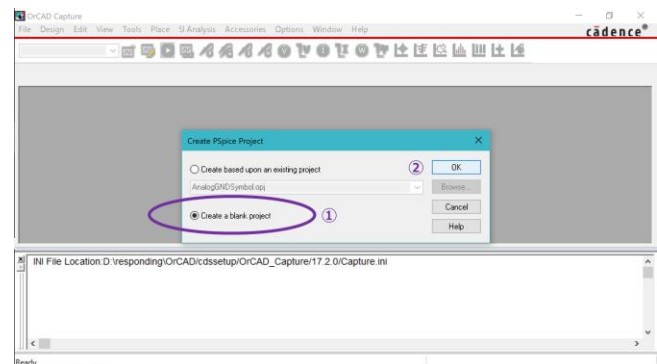 OrCAD Capture
File Design Edit View Tools Place SI Analysis Accessories Options Window Help
cādence®
Create PSpice Project
Create based upon an existing project
② OK
AnalogGNDSymbol.opj
Browse...
Create a blank project ①
Cancel
Help
INI File Location:D:\responding\OrCAD/cdssetup/OrCAD_Capture/17.2.0/Capture.ini
Ready